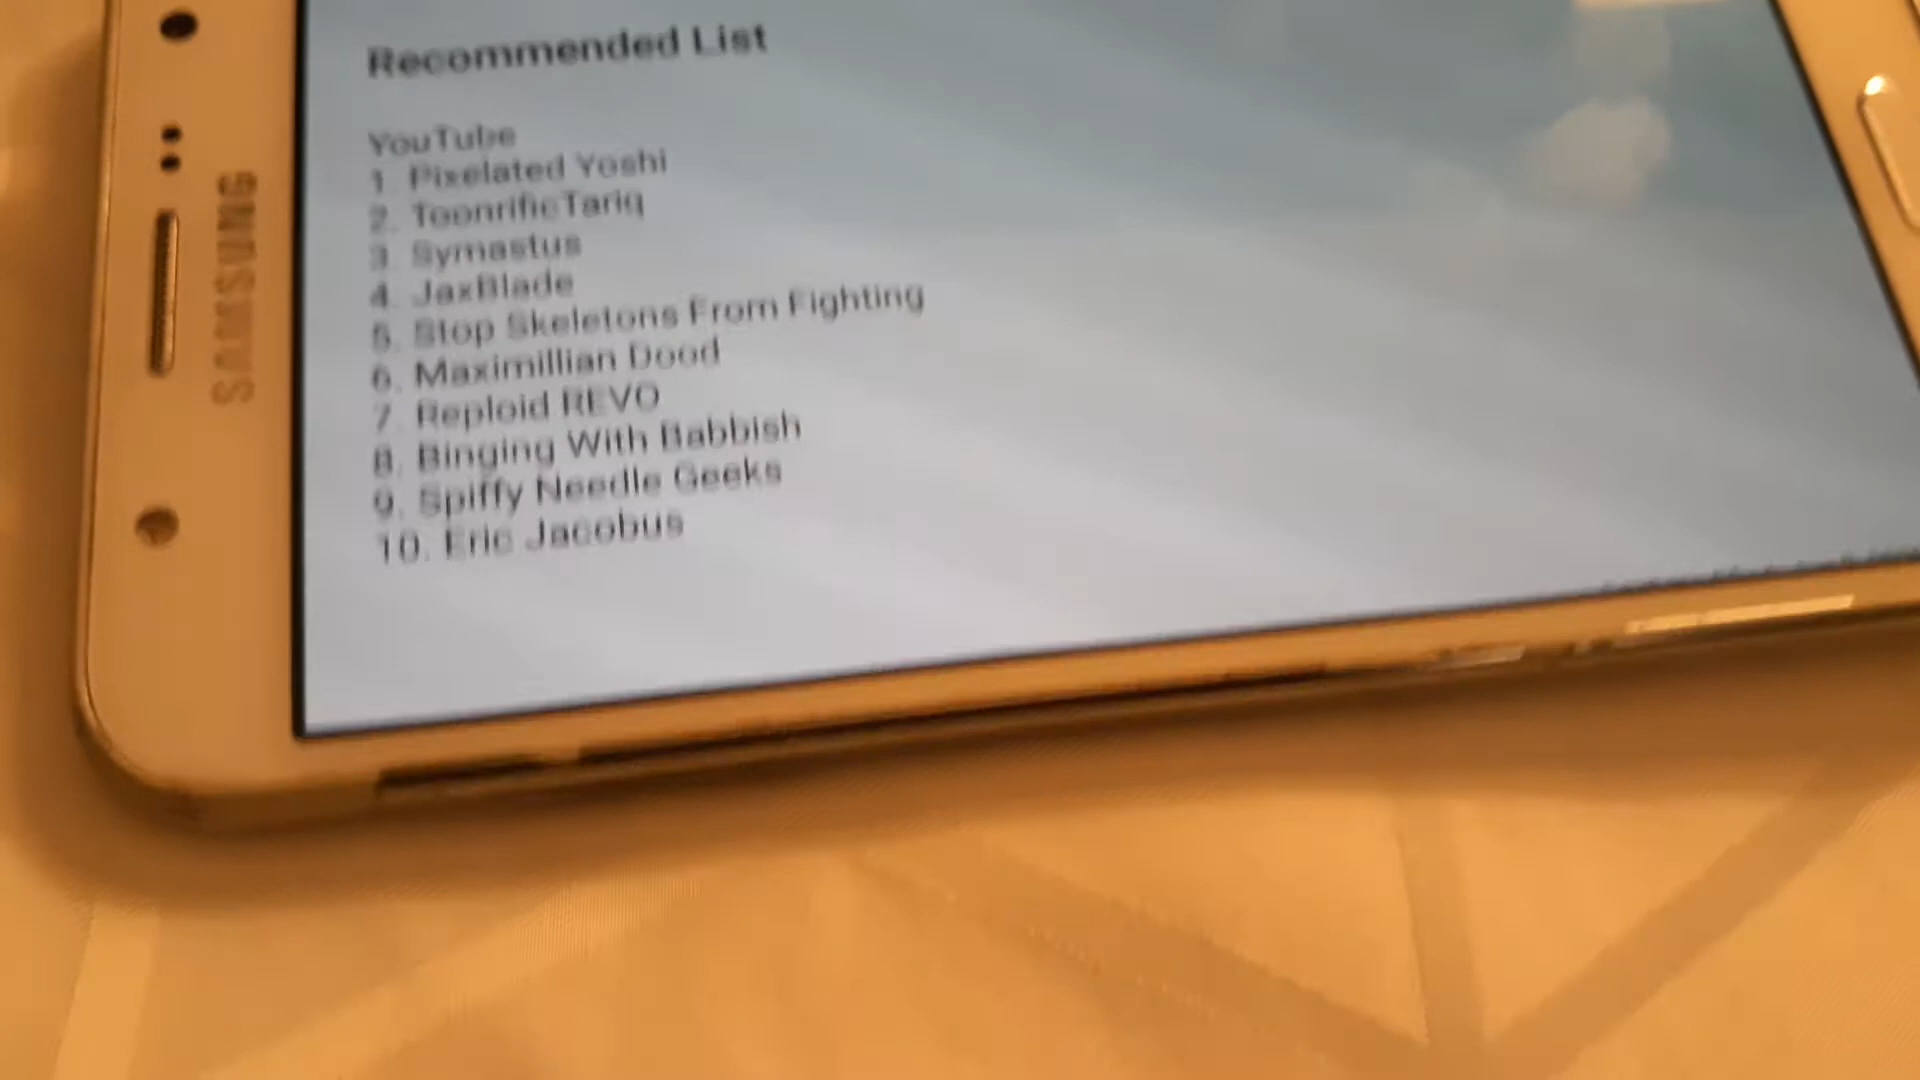 Recommended List
YouTube
1. Pixelated Yoshi
2. ToonrificTariq
3. Symastus
4. JaxBlade
5. Stop Skeletons From Fighting
6. Maximillian Dood
7. Reploid REVO
8. Binging With Babbish
9. Spiffy Needle Geeks
10. Eric Jacobus
SAMSUNG